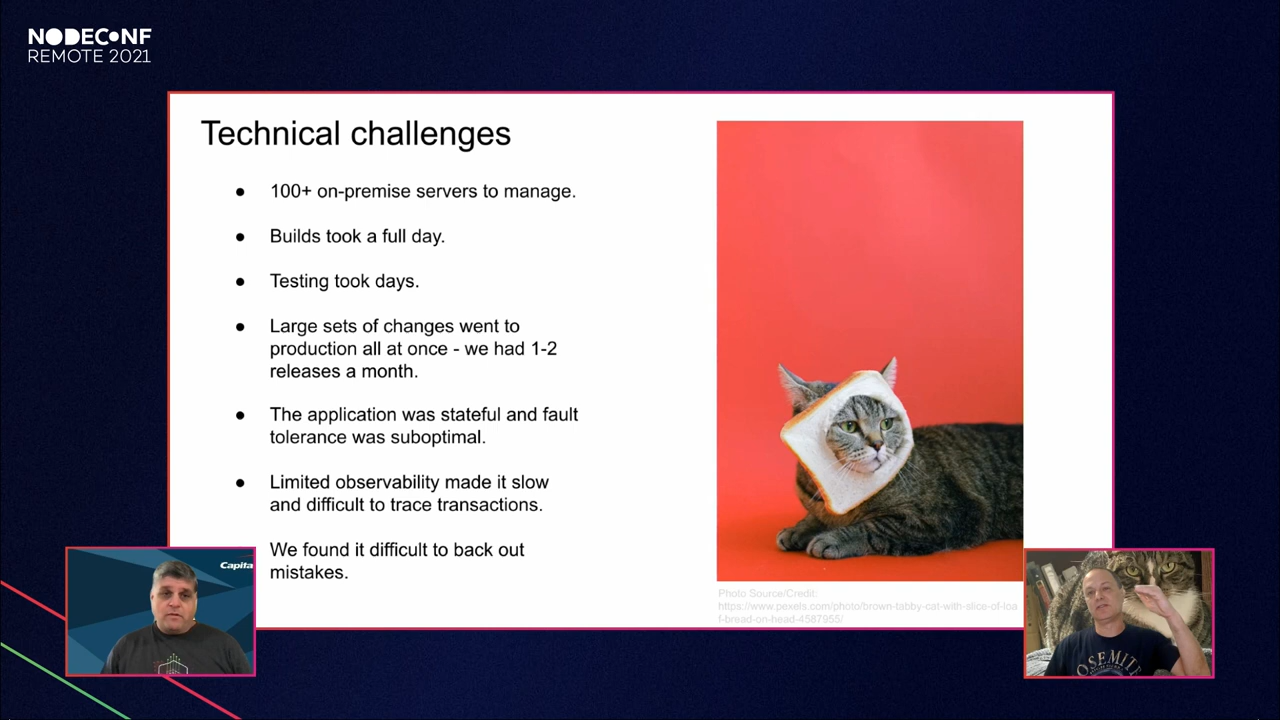 NODECONF
REMOTE 2021
Technical challenges
● 100+ on-premise servers to manage.
● Builds took a full day.
● Testing took days.
● Large sets of changes went to
production all at once - we had 1-2
releases a month.
● The application was stateful and fault
tolerance was suboptimal.
● Limited observability made it slow
and difficult to trace transactions.
We found it difficult to back out
mistakes.
Photo Source/Credit:
https://www.pexels.com/photo/brown-tabby-cat-with-slice-of-loa
f-bread-on-head-4587955/
Capita
OSEMITE